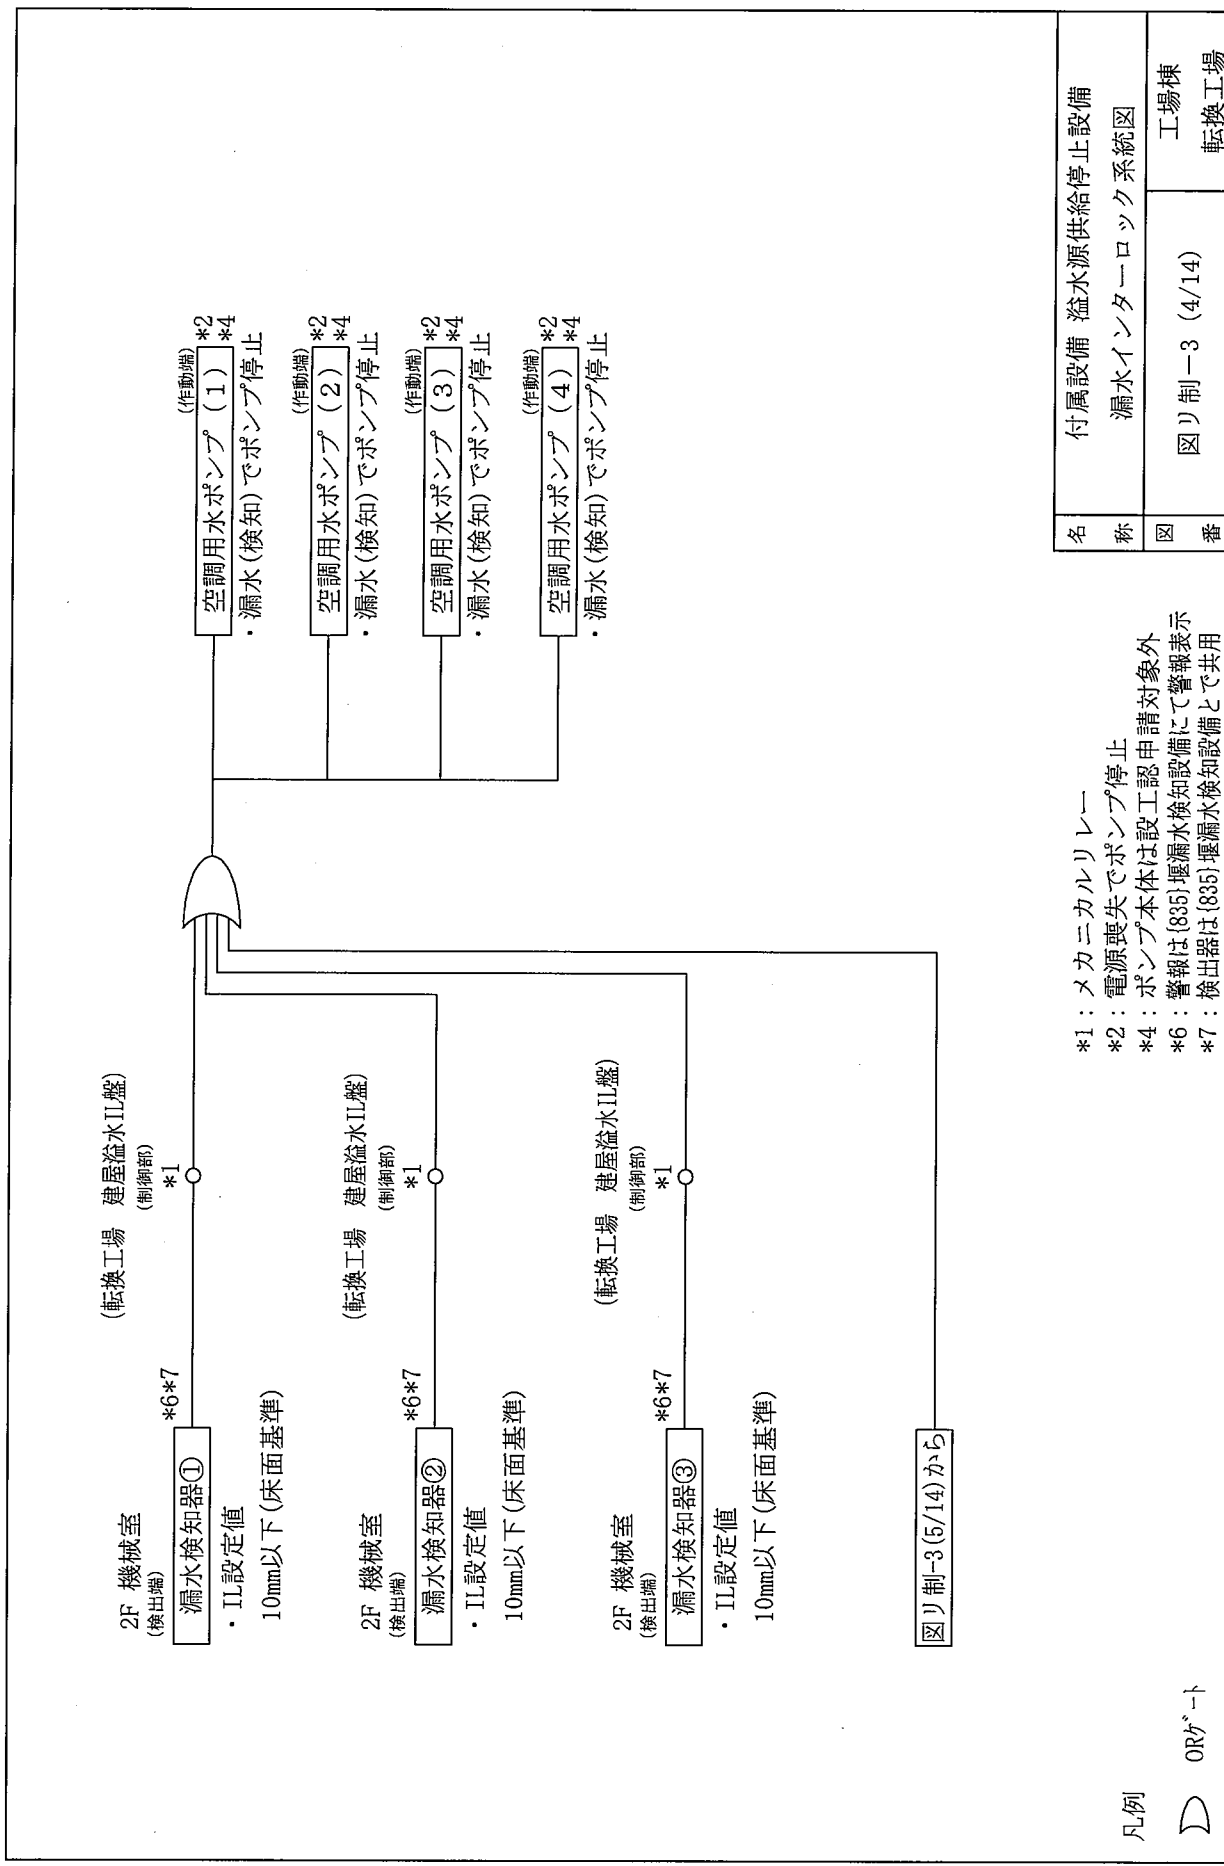 2F 機械室
(検出端)
漏水検知器①
*6*7
・IL設定値
10mm以下(床面基準)
(転換工場 建屋溢水IL盤)
(制御部)
*1
2F 機械室
(検出端)
漏水検知器②
*6*7
・IL設定値
10mm以下(床面基準)
(転換工場 建屋溢水IL盤)
(制御部)
*1
2F 機械室
(検出端)
漏水検知器③
*6*7
・IL設定値
10mm以下(床面基準)
(転換工場 建屋溢水IL盤)
(制御部)
*1
図リ制-3(5/14)から
(作動端)
空調用水ポンプ(1)
*2
*4
・漏水(検知)でポンプ停止
(作動端)
空調用水ポンプ(2)
*2
*4
・漏水(検知)でポンプ停止
(作動端)
空調用水ポンプ(3)
*2
*4
・漏水(検知)でポンプ停止
(作動端)
空調用水ポンプ(4)
*2
*4
・漏水(検知)でポンプ停止
凡例
ORゲート
*1:メカニカルリレー
*2:電源喪失でポンプ停止
*4:ポンプ本体は設工認申請対象外
*6:警報は{835}堰漏水検知設備にて警報表示
*7:検出器は{835}堰漏水検知設備とで共用
名称
付属設備 溢水源供給停止設備
漏水インターロック系統図
図番
図リ制-3 (4/14)
工場棟
転換工場